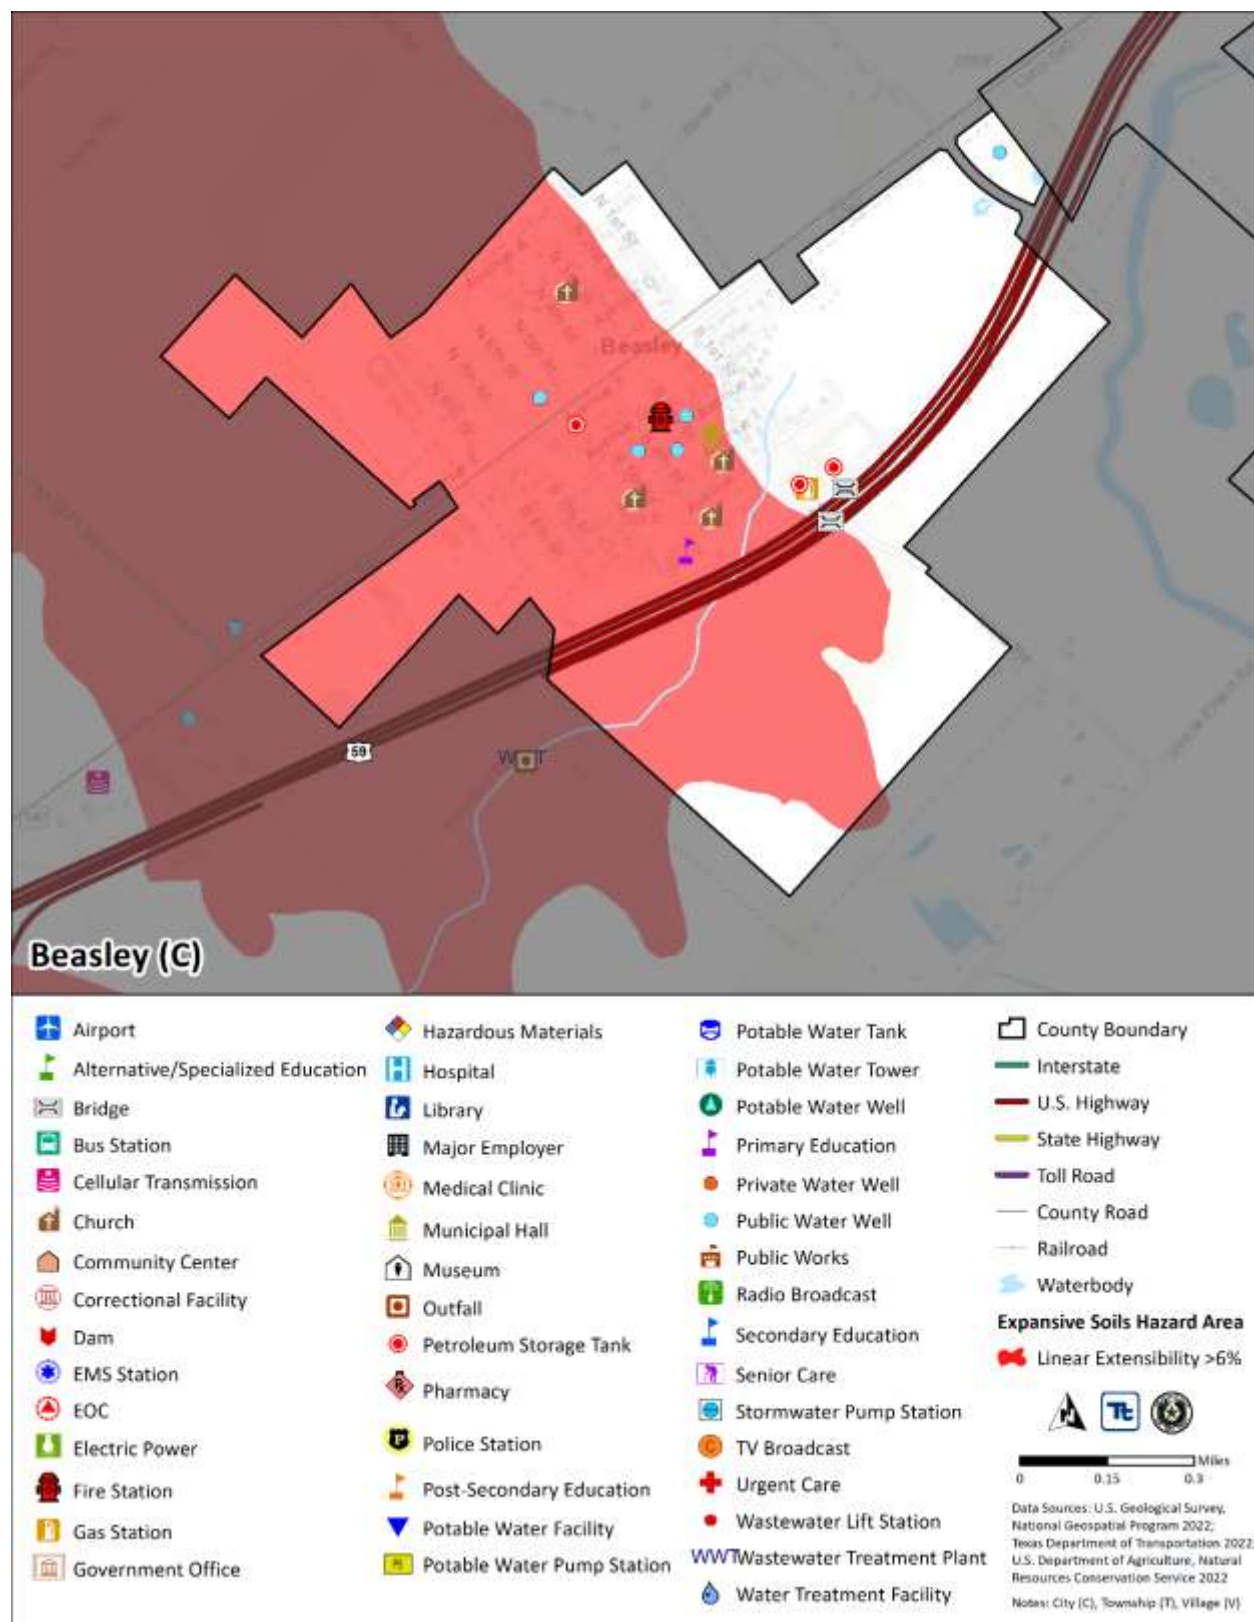 N 1st St
Beasley
N 1st St
59
WWT
Beasley (C)
Airport
Alternative/Specialized Education
Bridge
Bus Station
Cellular Transmission
Church
Community Center
Correctional Facility
Dam
EMS Station
EOC
Electric Power
Fire Station
Gas Station
Government Office
Hazardous Materials
Hospital
Library
Major Employer
Medical Clinic
Municipal Hall
Museum
Outfall
Petroleum Storage Tank
Pharmacy
Police Station
Post-Secondary Education
Potable Water Facility
Potable Water Pump Station
Potable Water Tank
Potable Water Tower
Potable Water Well
Primary Education
Private Water Well
Public Water Well
Public Works
Radio Broadcast
Secondary Education
Senior Care
Stormwater Pump Station
TV Broadcast
Urgent Care
Wastewater Lift Station
WWT Wastewater Treatment Plant
Water Treatment Facility
County Boundary
Interstate
U.S. Highway
State Highway
Toll Road
County Road
Railroad
Waterbody
Expansive Soils Hazard Area
Linear Extensibility >6%
Miles
0 0.15 0.3
Data Sources: U.S. Geological Survey,
National Geospatial Program 2022;
Texas Department of Transportation 2022;
U.S. Department of Agriculture, Natural
Resources Conservation Service 2022
Notes: City (C), Township (T), Village (V)